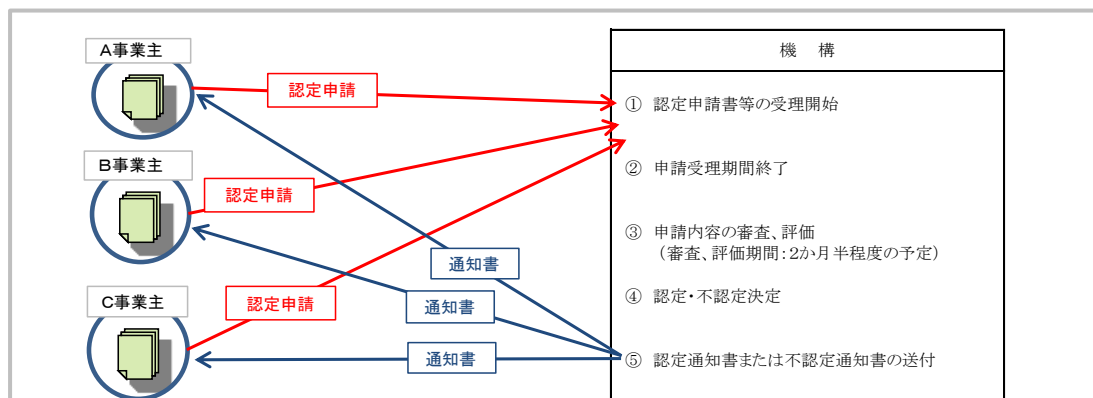 A事業主
認定申請
B事業主
認定申請
C事業主
認定申請
通知書
通知書
通知書
機　構
① 認定申請書等の受理開始
② 申請受理期間終了
③ 申請内容の審査、評価
（審査、評価期間：2か月半程度の予定）
④ 認定・不認定決定
⑤ 認定通知書または不認定通知書の送付